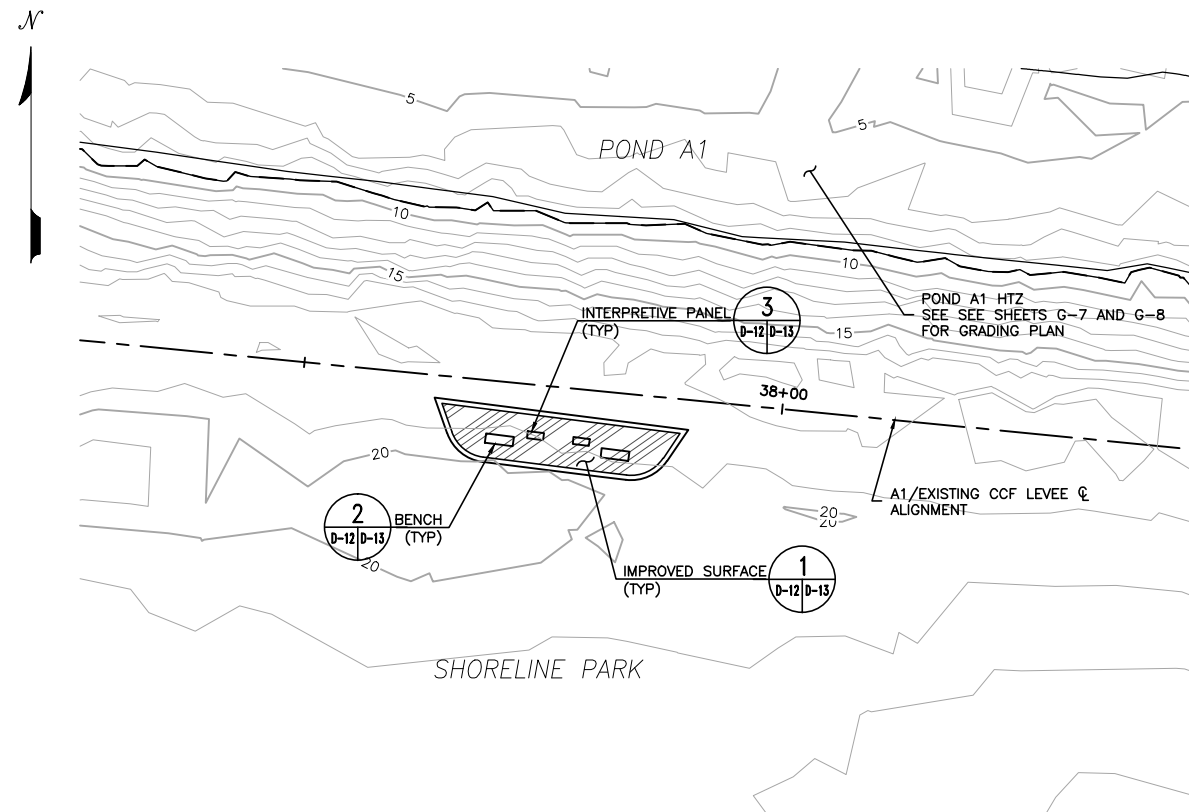 N
5
5
POND A1
10
10
15
15
INTERPRETIVE PANEL
(TYP)
3
D-12 D-13
POND A1 HTZ
SEE SEE SHEETS G-7 AND G-8
FOR GRADING PLAN
38+00
20
A1/EXISTING CCF LEVEE ℄
ALIGNMENT
2
D-12 D-13
BENCH
(TYP)
20
20
20
IMPROVED SURFACE
(TYP)
1
D-12 D-13
SHORELINE PARK